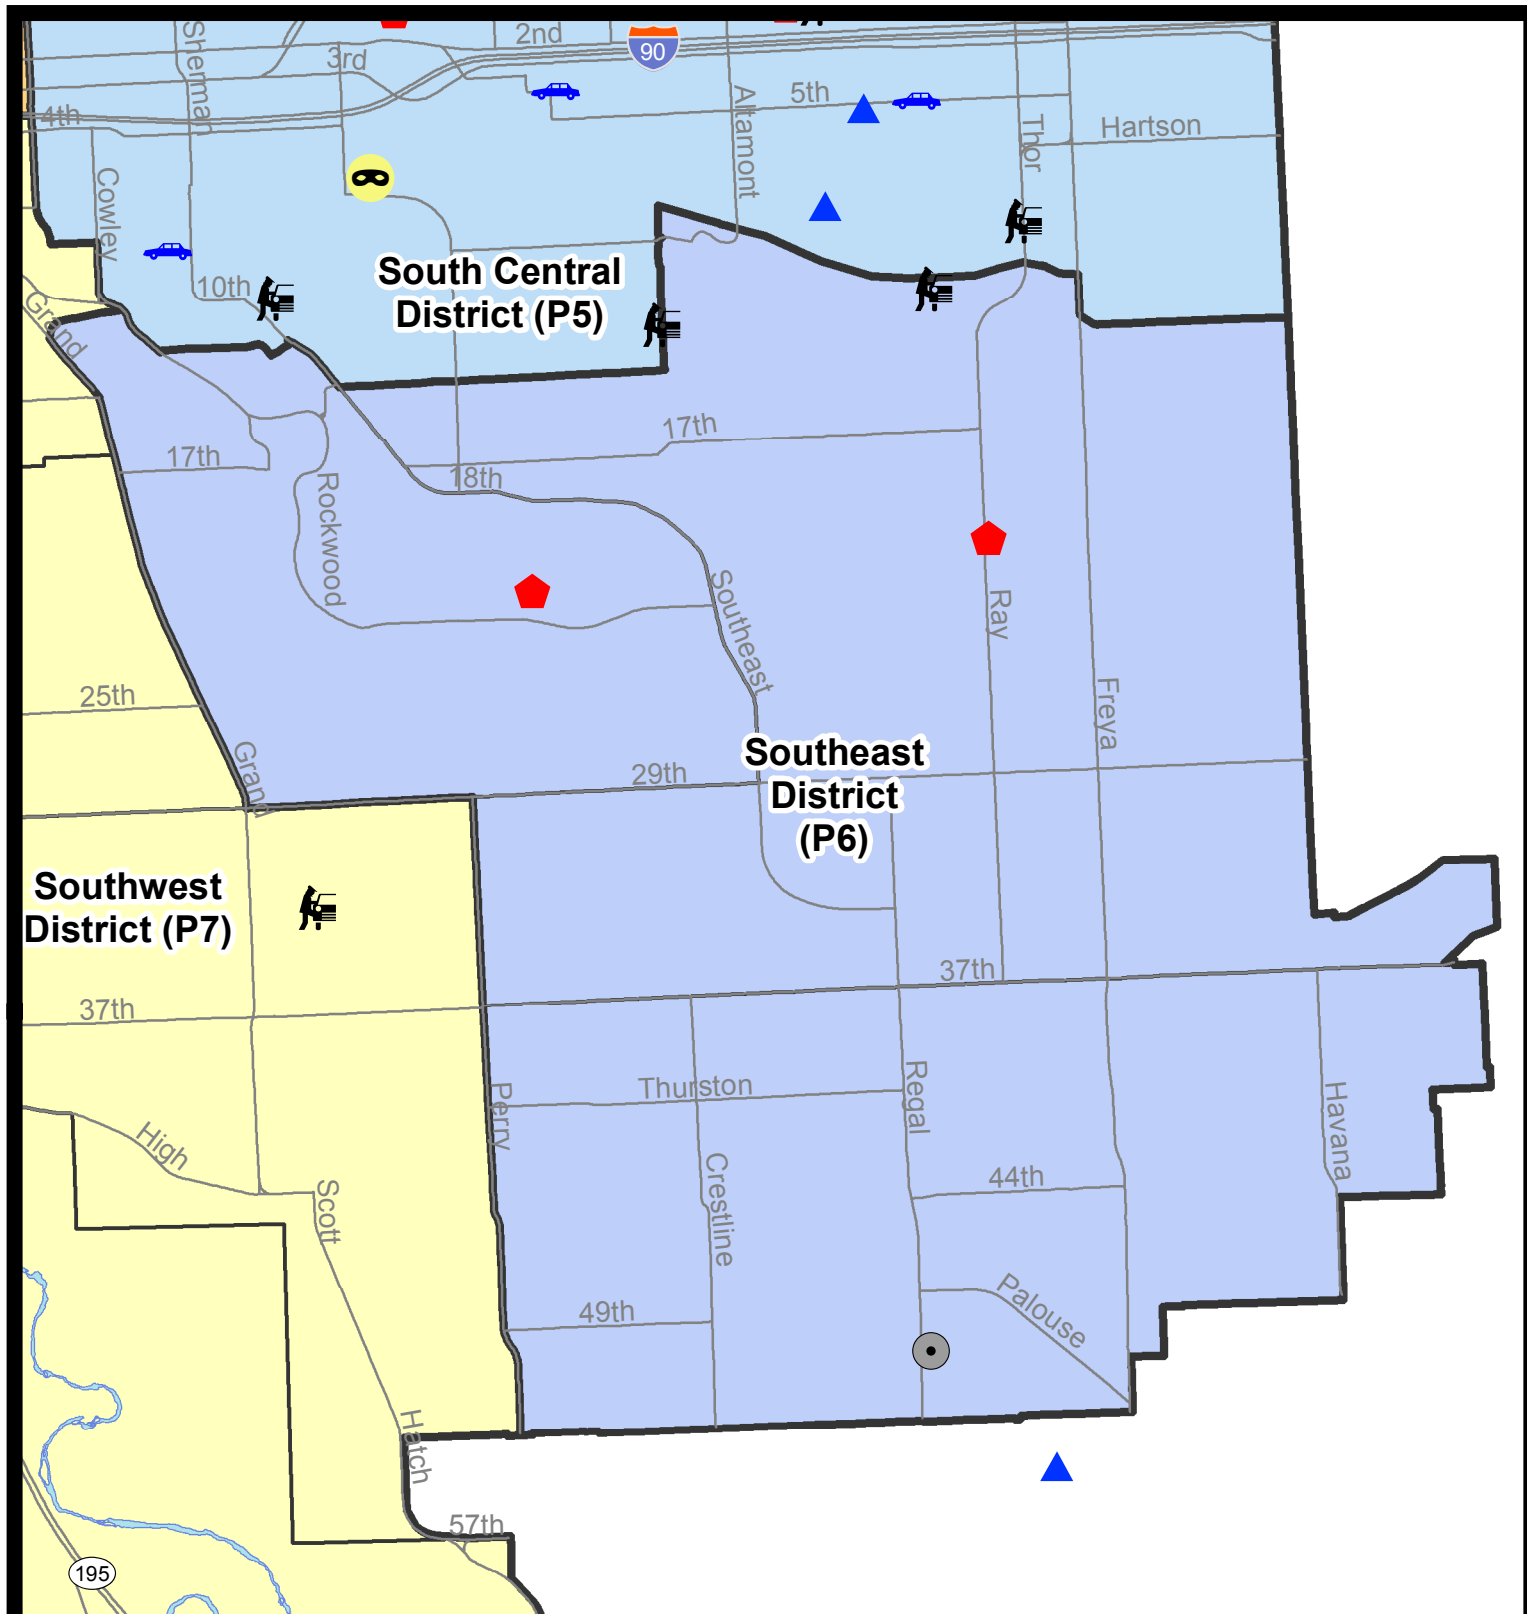 Sherman
2nd
90
3rd
4th
5th
Altamont
Thor
Hartson
Cowley
10th
South Central
District (P5)
Grand
17th
17th
18th
Rockwood
Southeast
Ray
Freya
25th
Grand
29th
Southeast
District
(P6)
Southwest
District (P7)
37th
37th
Thurston
Perry
Regal
Havana
High
Crestline
44th
Scott
Palouse
49th
Hatch
57th
195